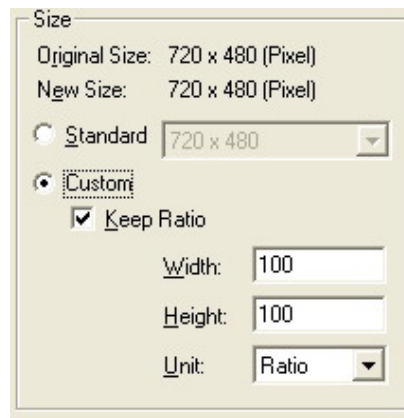 Size
Original Size: 720 x 480 (Pixel)
New Size: 720 x 480 (Pixel)
Standard 720 x 480
Custom
Keep Ratio
Width: 100
Height: 100
Unit: Ratio